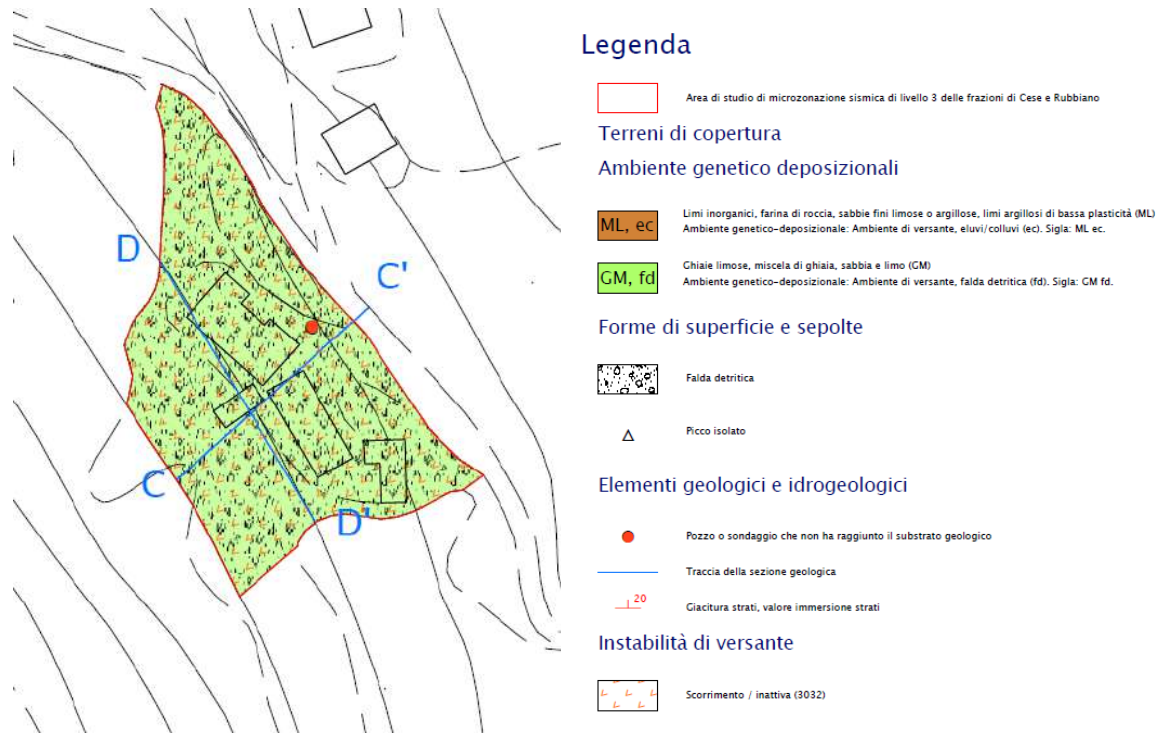 D
C'
C
D'
Legenda
Area di studio di microzonazione sismica di livello 3 delle frazioni di Cese e Rubbiano
Terreni di copertura
Ambiente genetico deposizionali
ML, ec
Limi inorganici, farina di roccia, sabbie fini limose o argillose, limi argillosi di bassa plasticità (ML)
Ambiente genetico-deposizionale: Ambiente di versante, eluvi/colluvi (ec). Sigla: ML ec.
GM, fd
Ghiaie limose, miscela di ghiaia, sabbia e limo (GM)
Ambiente genetico-deposizionale: Ambiente di versante, falda detritica (fd). Sigla: GM fd.
Forme di superficie e sepolte
Falda detritica
Picco isolato
Elementi geologici e idrogeologici
Pozzo o sondaggio che non ha raggiunto il substrato geologico
Traccia della sezione geologica
20
Giacitura strati, valore immersione strati
Instabilità di versante
Scorrimento / inattiva (3032)